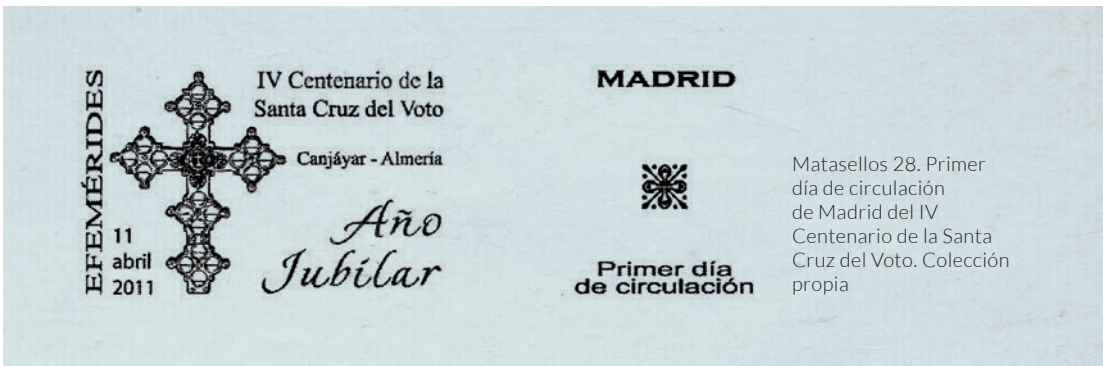 EFEMÉRIDES
IV Centenario de la
Santa Cruz del Voto
Canjáyar - Almería
11
abril
2011
Año
Jubilar
MADRID
Primer día
de circulación
Matasellos 28. Primer
día de circulación
de Madrid del IV
Centenario de la Santa
Cruz del Voto. Colección
propia